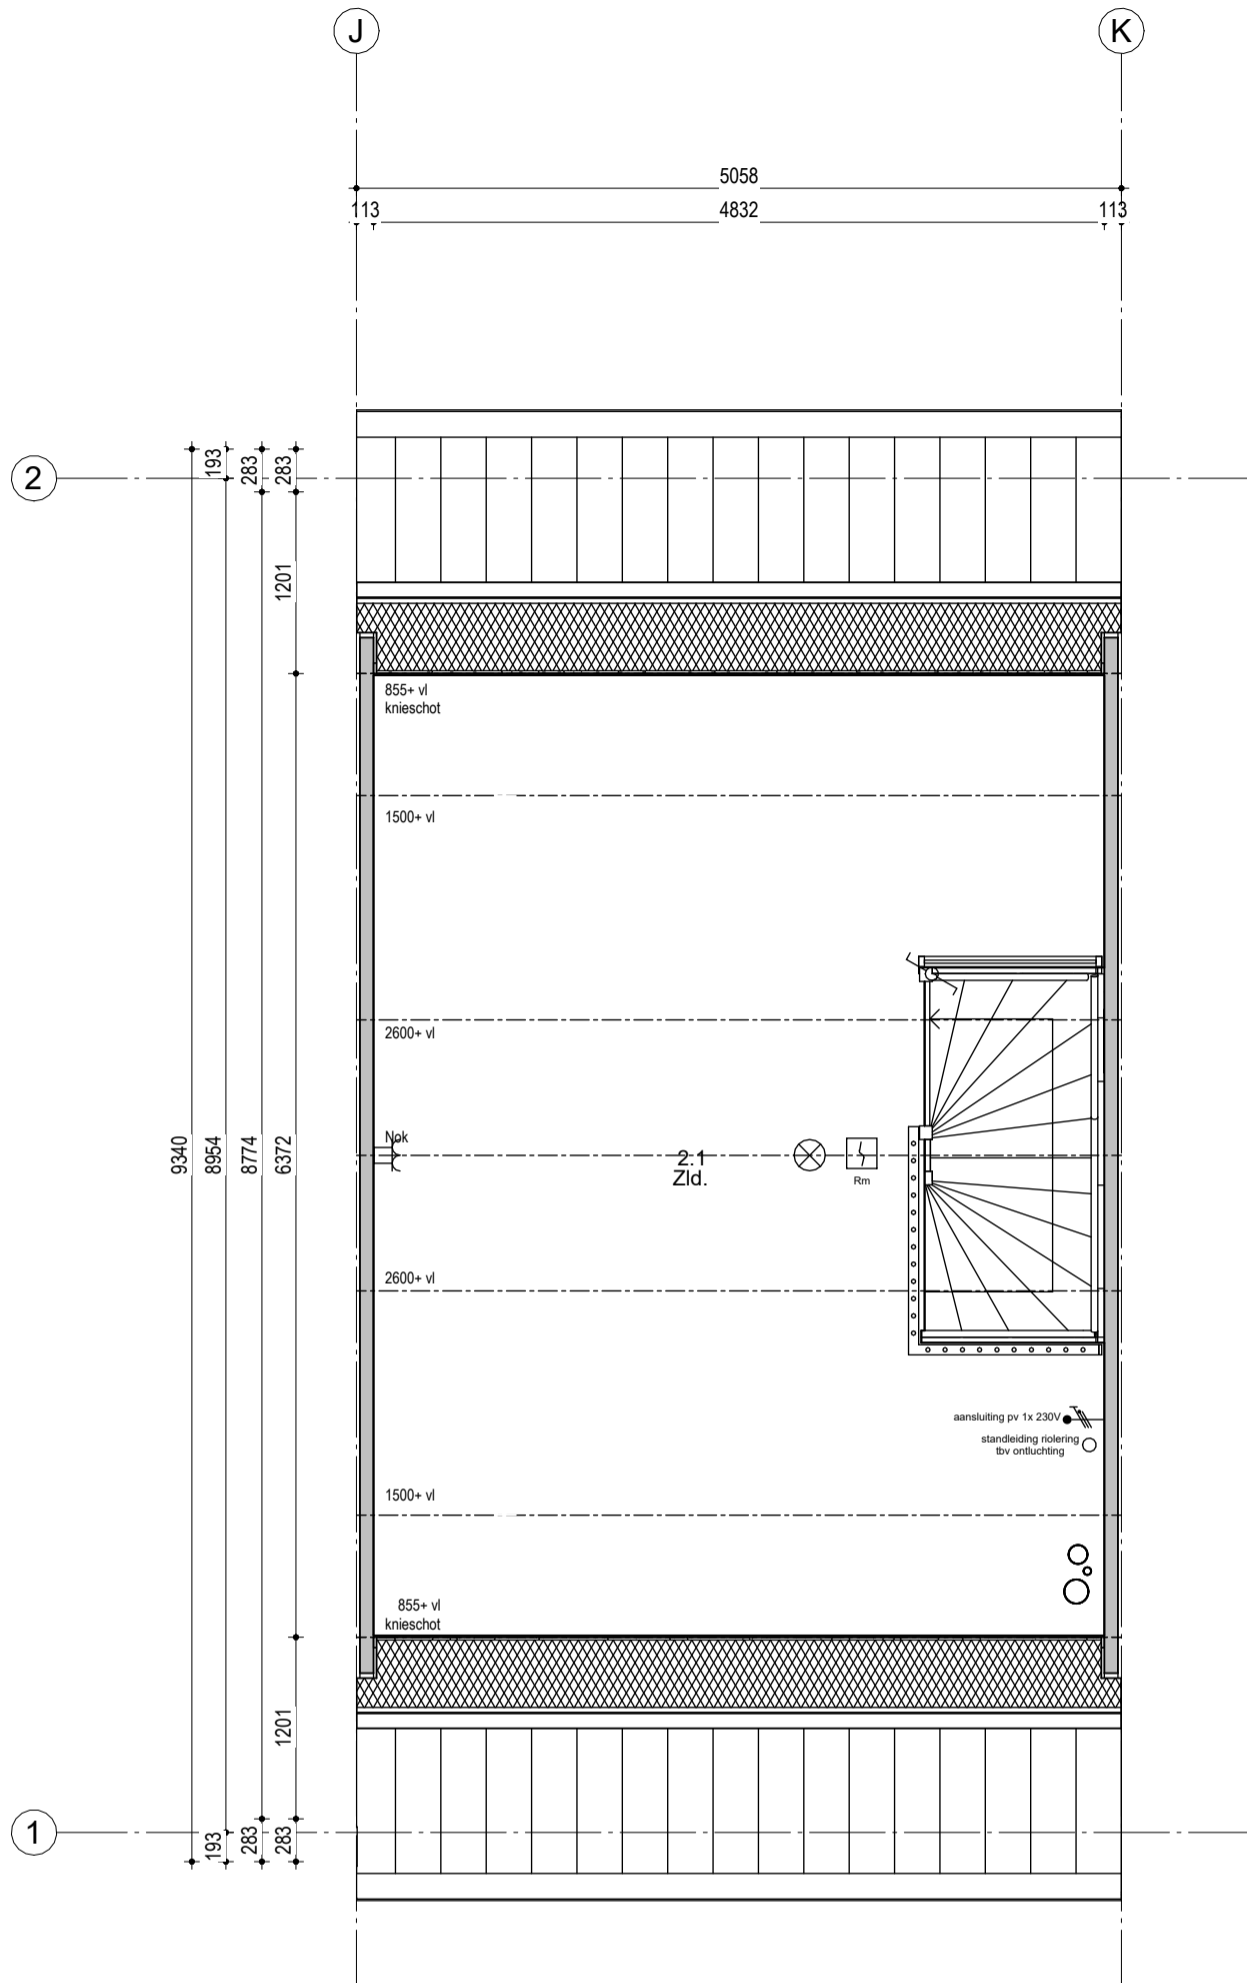 J
K
5058
113
4832
113
2
193
283
283
1201
855+ vl
knieschot
1500+ vl
2600+ vl
9340
8954
8774
6372
Nok
2.1
Zld.
Rm
2600+ vl
aansluiting pv 1x 230V
standleiding riolering
tbv ontluchting
1500+ vl
855+ vl
knieschot
1201
1
193
283
283